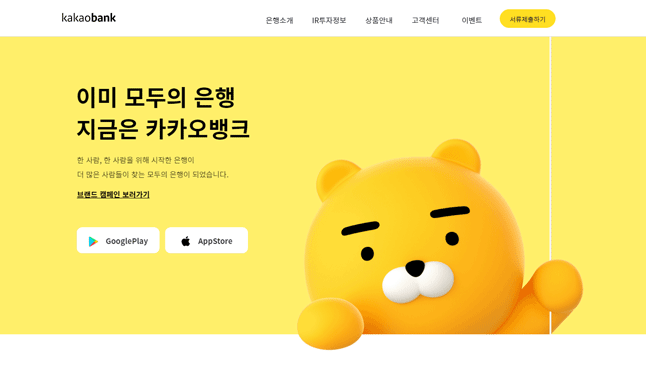 kakaobank
은행소개 IR투자정보 상품안내 고객센터 이벤트 서류제출하기
이미 모두의 은행
지금은 카카오뱅크
한 사람, 한 사람을 위해 시작한 은행이
더 많은 사람들이 찾는 모두의 은행이 되었습니다.
브랜드 캠페인 보러가기
GooglePlay AppStore